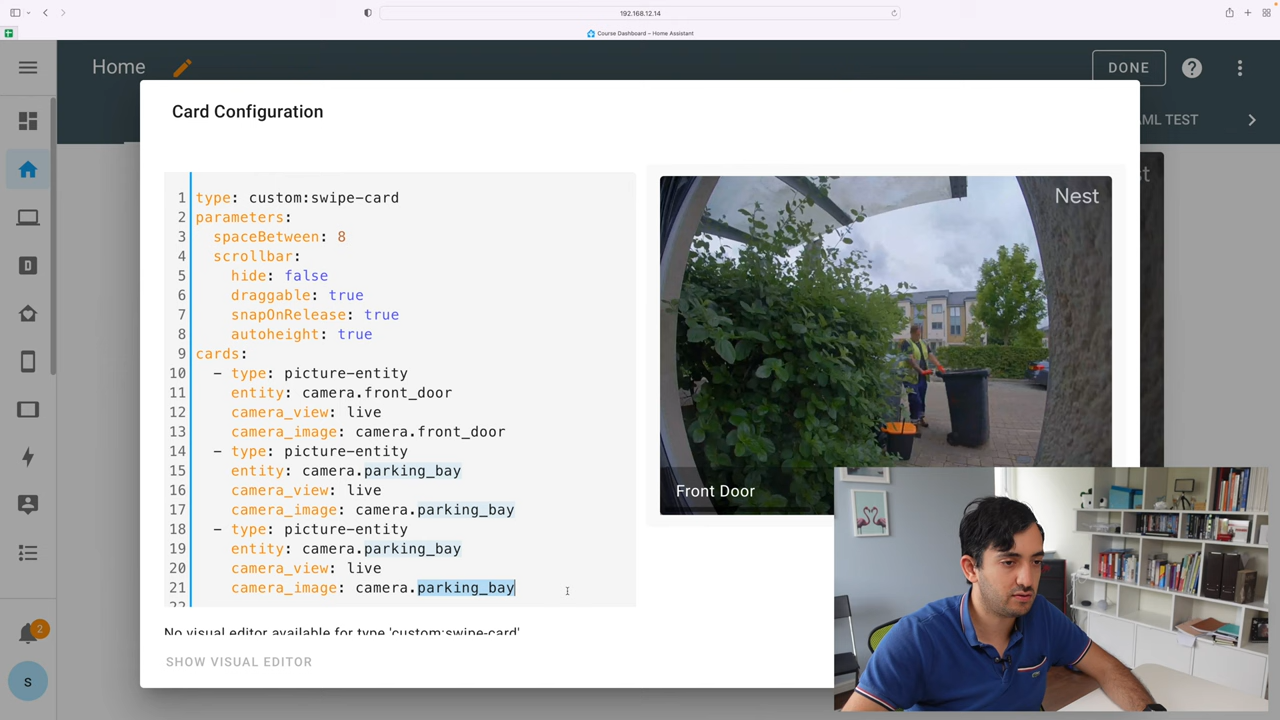 192.168.12.14
Course Dashboard – Home Assistant
Home
DONE
Card Configuration
AML TEST
1 type: custom:swipe-card
2 parameters:
3 spaceBetween: 8
4 scrollbar:
5 hide: false
6 draggable: true
7 snapOnRelease: true
8 autoheight: true
9 cards:
10 - type: picture-entity
11 entity: camera.front_door
12 camera_view: live
13 camera_image: camera.front_door
14 - type: picture-entity
15 entity: camera.parking_bay
16 camera_view: live
17 camera_image: camera.parking_bay
18 - type: picture-entity
19 entity: camera.parking_bay
20 camera_view: live
21 camera_image: camera.parking_bay
22
Nest
st
Front Door
No visual editor available for type 'custom:swipe-card'
SHOW VISUAL EDITOR
2
s
D